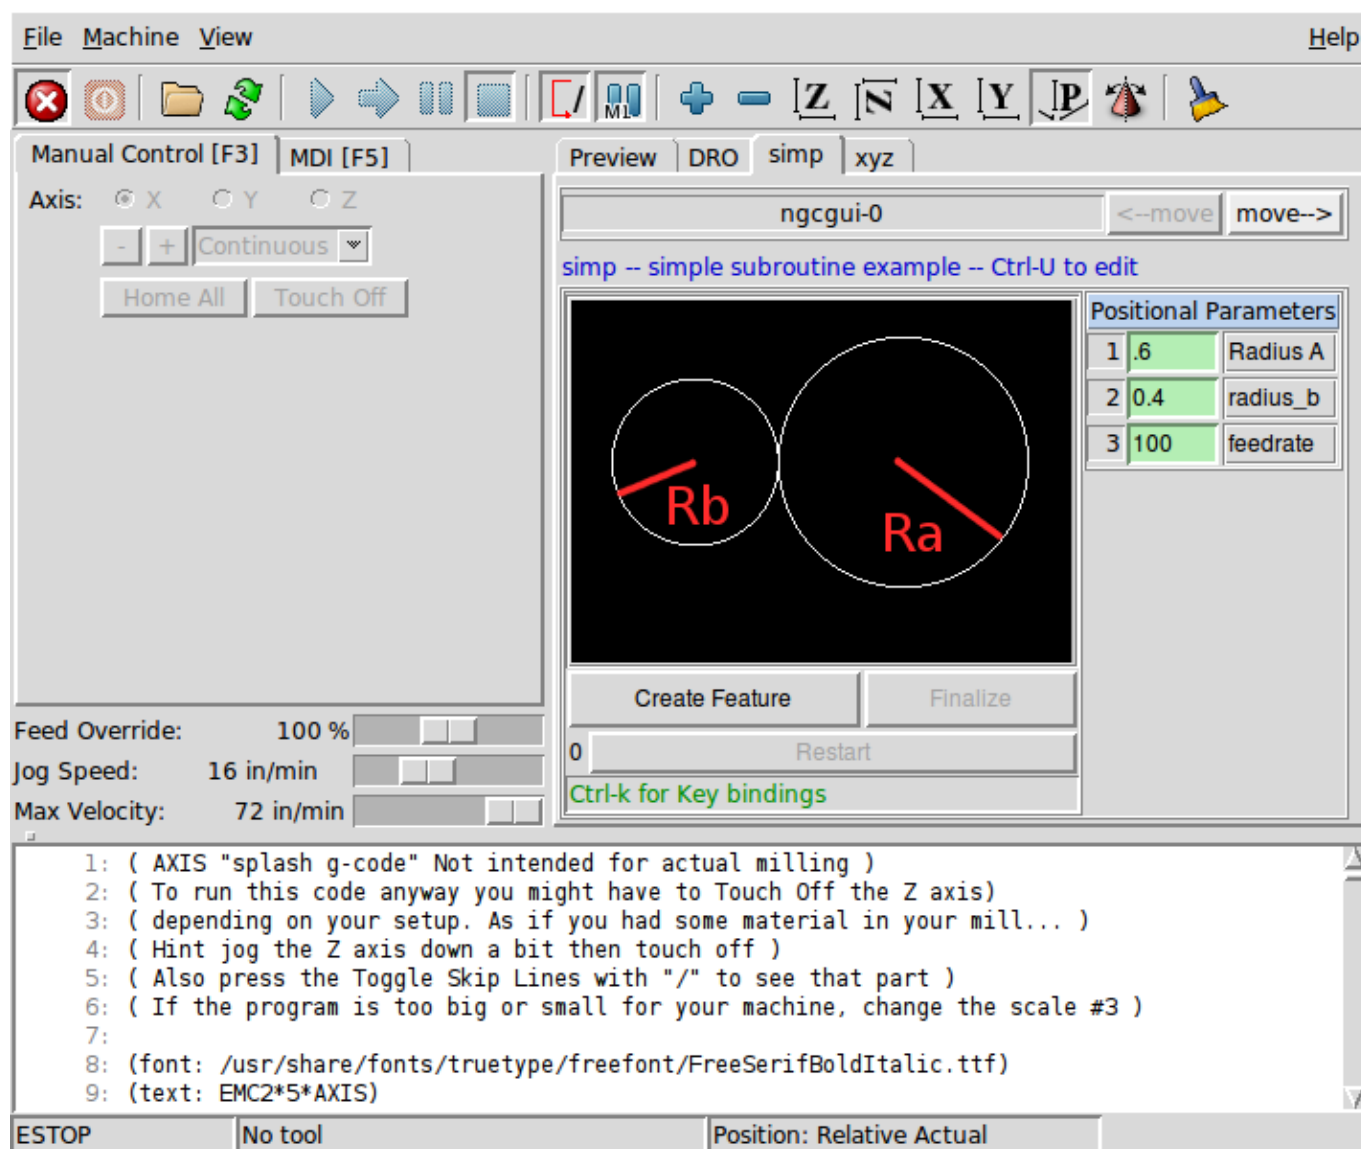 File Machine View Help
M1 Z N X Y P
Manual Control [F3] MDI [F5] Preview DRO simp xyz
Axis: X Y Z
- + Continuous
Home All Touch Off
ngcgui-0 <--move move-->
simp -- simple subroutine example -- Ctrl-U to edit
Rb Ra
Positional Parameters
1 .6 Radius A
2 0.4 radius_b
3 100 feedrate
Create Feature Finalize
0 Restart
Ctrl-k for Key bindings
Feed Override: 100 %
Jog Speed: 16 in/min
Max Velocity: 72 in/min
1: ( AXIS "splash g-code" Not intended for actual milling )
2: ( To run this code anyway you might have to Touch Off the Z axis)
3: ( depending on your setup. As if you had some material in your mill... )
4: ( Hint jog the Z axis down a bit then touch off )
5: ( Also press the Toggle Skip Lines with "/" to see that part )
6: ( If the program is too big or small for your machine, change the scale #3 )
7:
8: (font: /usr/share/fonts/truetype/freefont/FreeSerifBoldItalic.ttf)
9: (text: EMC2*5*AXIS)
ESTOP No tool Position: Relative Actual